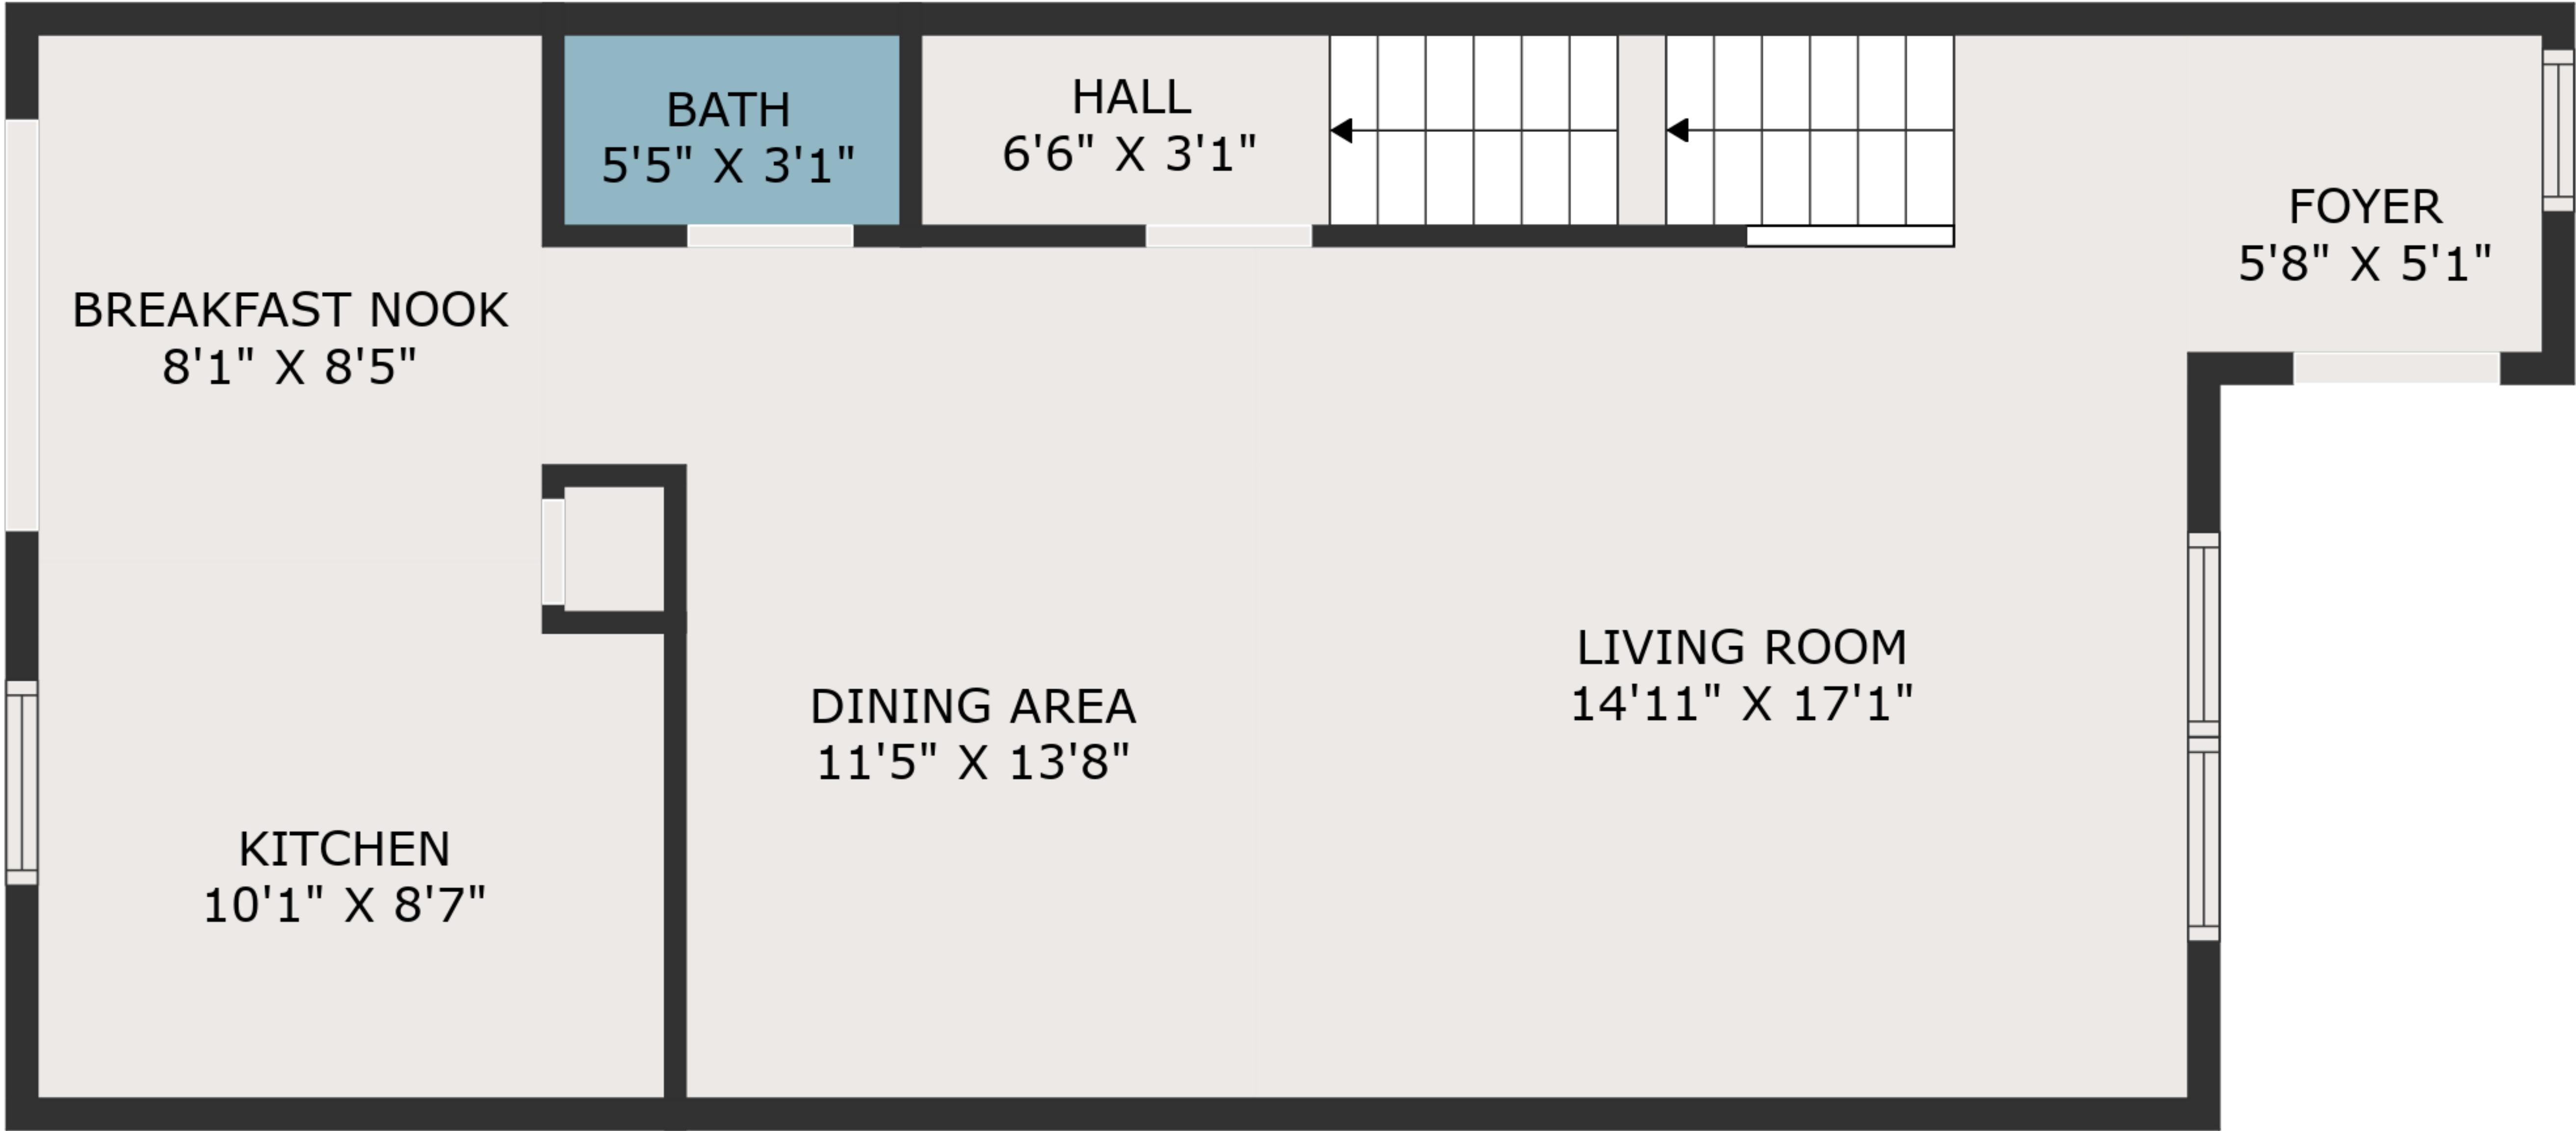 BATH
5'5" X 3'1"
HALL
6'6" X 3'1"
FOYER
5'8" X 5'1"
BREAKFAST NOOK
8'1" X 8'5"
LIVING ROOM
14'11" X 17'1"
DINING AREA
11'5" X 13'8"
KITCHEN
10'1" X 8'7"